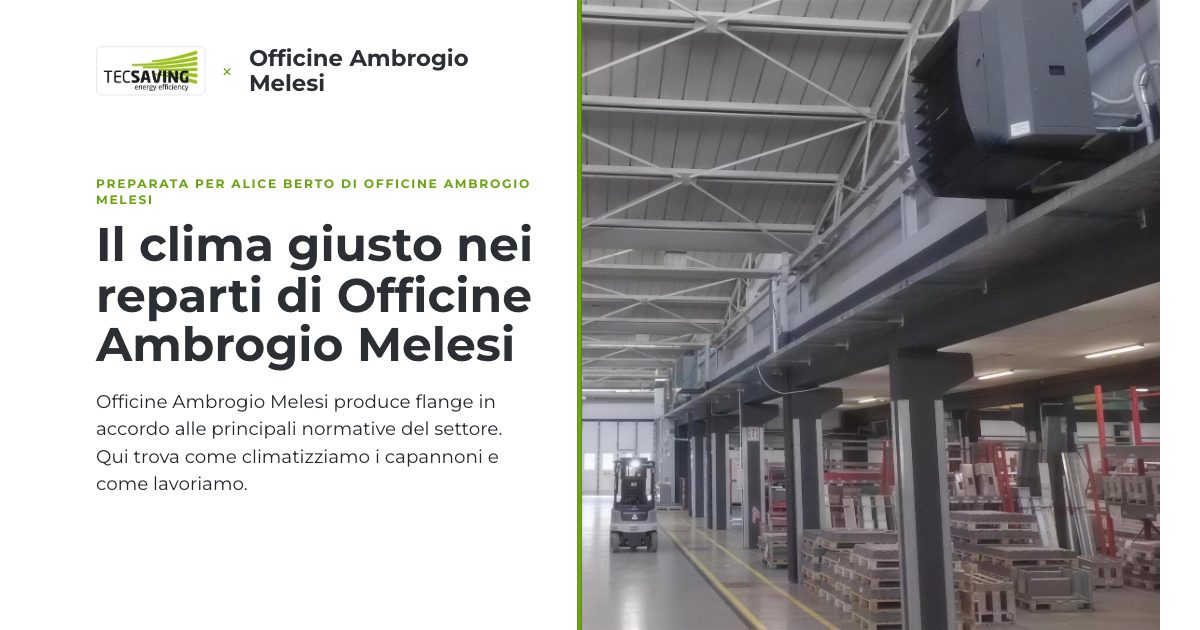 TECSAVING
energy efficiency
×
Officine Ambrogio
Melesi
PREPARATA PER ALICE BERTO DI OFFICINE AMBROGIO
MELESI
Il clima giusto nei
reparti di Officine
Ambrogio Melesi
Officine Ambrogio Melesi produce flange in
accordo alle principali normative del settore.
Qui trova come climatizziamo i capannoni e
come lavoriamo.